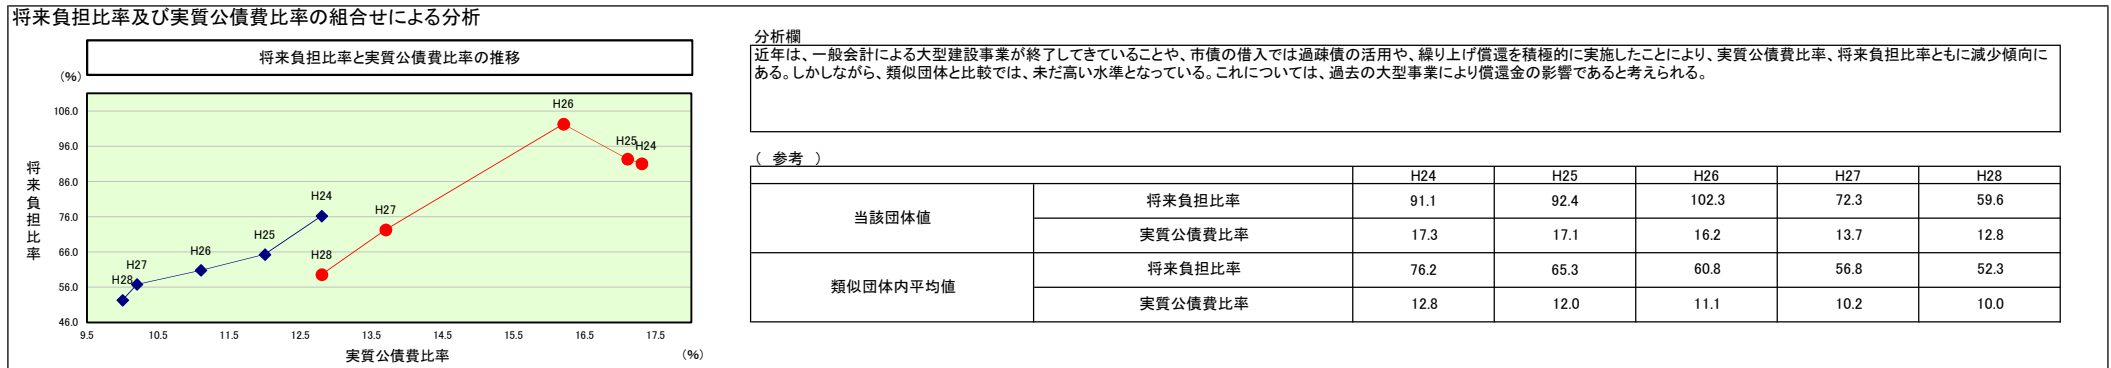 将来負担比率及び実質公債費比率の組合せによる分析
将来負担比率と実質公債費比率の推移
(%)
106.0
96.0
86.0
76.0
66.0
56.0
46.0
将来負担比率
H26
H25
H24
H24
H27
H25
H26
H28
H27
H28
9.5 10.5 11.5 12.5 13.5 14.5 15.5 16.5 17.5
実質公債費比率
(%)
分析欄
近年は、一般会計による大型建設事業が終了してきていることや、市債の借入では過疎債の活用や、繰り上げ償還を積極的に実施したことにより、実質公債費比率、将来負担比率ともに減少傾向に
ある。しかしながら、類似団体と比較では、未だ高い水準となっている。これについては、過去の大型事業により償還金の影響であると考えられる。
( 参考 )
H24 H25 H26 H27 H28
当該団体値
将来負担比率 91.1 92.4 102.3 72.3 59.6
実質公債費比率 17.3 17.1 16.2 13.7 12.8
類似団体内平均値
将来負担比率 76.2 65.3 60.8 56.8 52.3
実質公債費比率 12.8 12.0 11.1 10.2 10.0